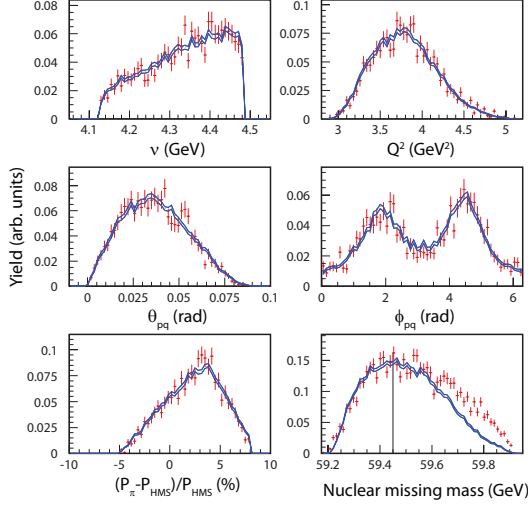 0.08
0.06
0.04
0.02
0
4.1 4.2 4.3 4.4 4.5
ν (GeV)
0.1
0.075
0.05
0.025
0
3 3.5 4 4.5 5
Q² (GeV²)
Yield (arb. units)
0.08
0.06
0.04
0.02
0
0 0.025 0.05 0.075 0.1
θpq (rad)
0.08
0.06
0.04
0.02
0
0 2 4 6
ϕpq (rad)
0.1
0.075
0.05
0.025
0
-10 -5 0 5 10
(Pπ-PHMS)/PHMS (%)
0.15
0.10
0.05
0
59.2 59.4 59.6 59.8
Nuclear missing mass (GeV)